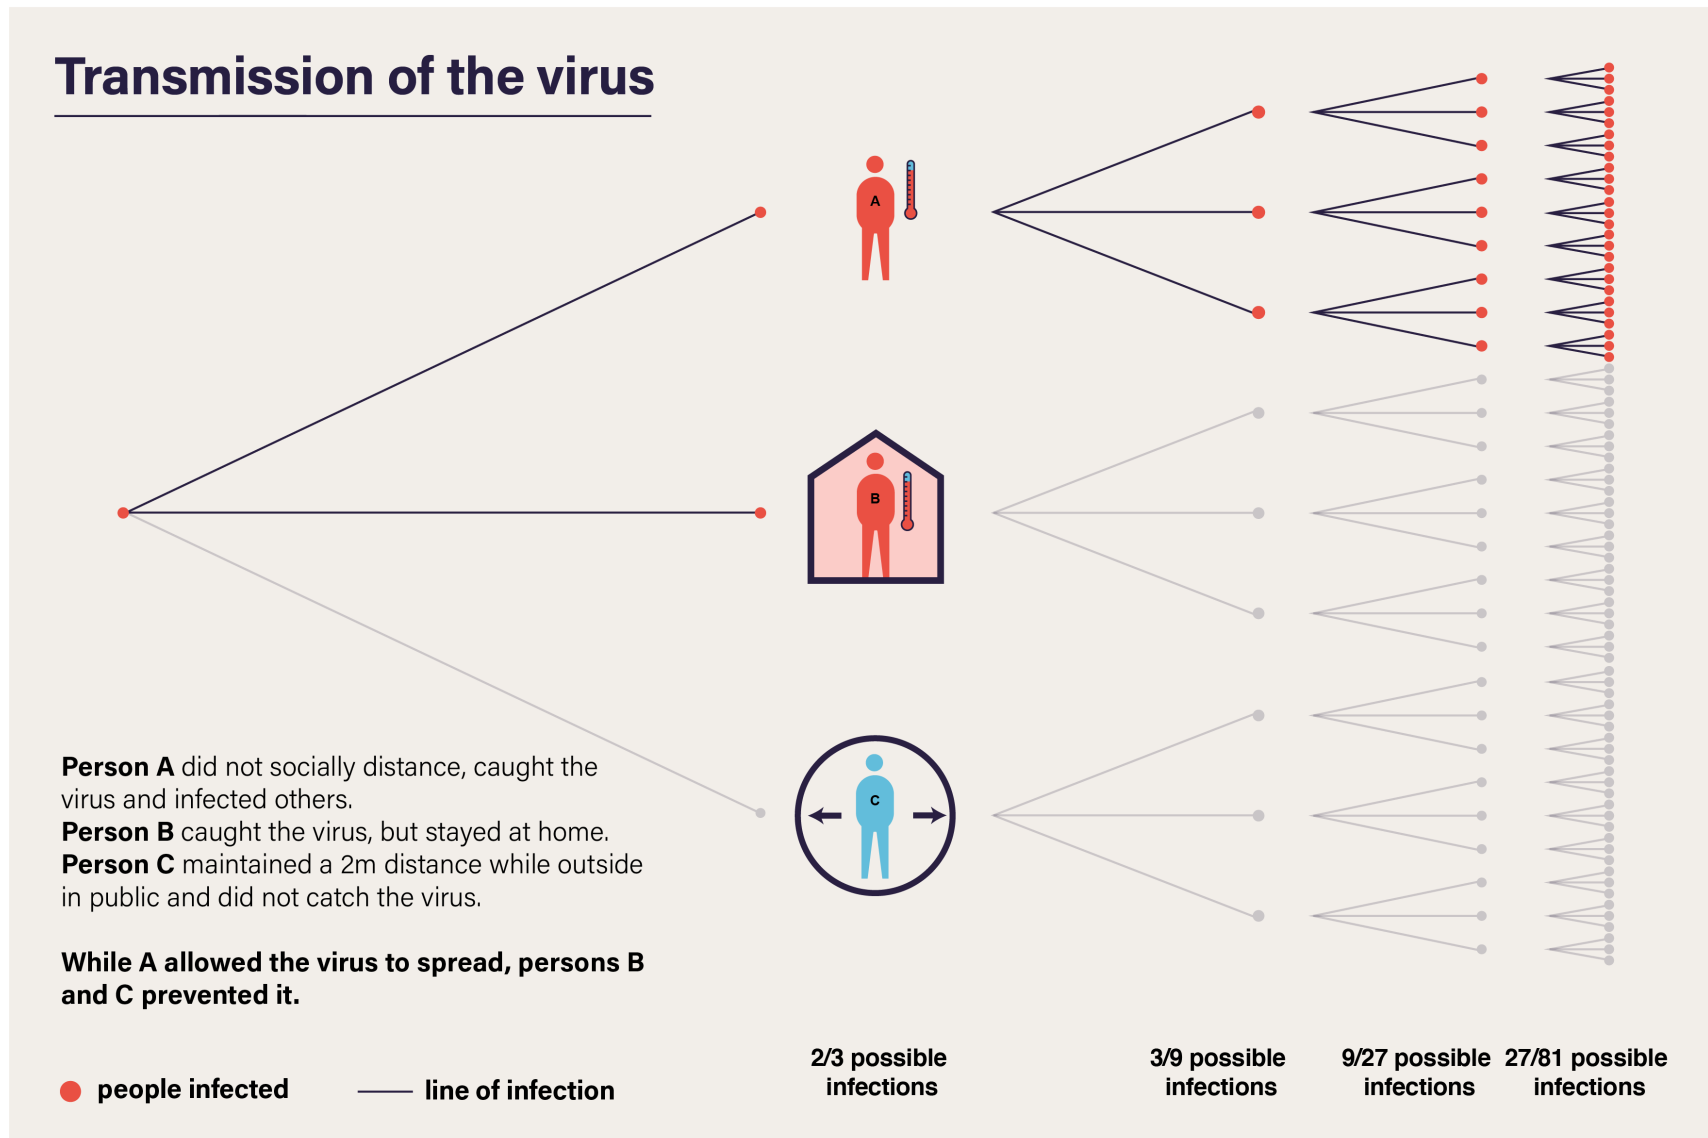 Transmission of the virus
A
B
C
Person A did not socially distance, caught the
virus and infected others.
Person B caught the virus, but stayed at home.
Person C maintained a 2m distance while outside
in public and did not catch the virus.
While A allowed the virus to spread, persons B
and C prevented it.
people infected
line of infection
2/3 possible
infections
3/9 possible
infections
9/27 possible
infections
27/81 possible
infections